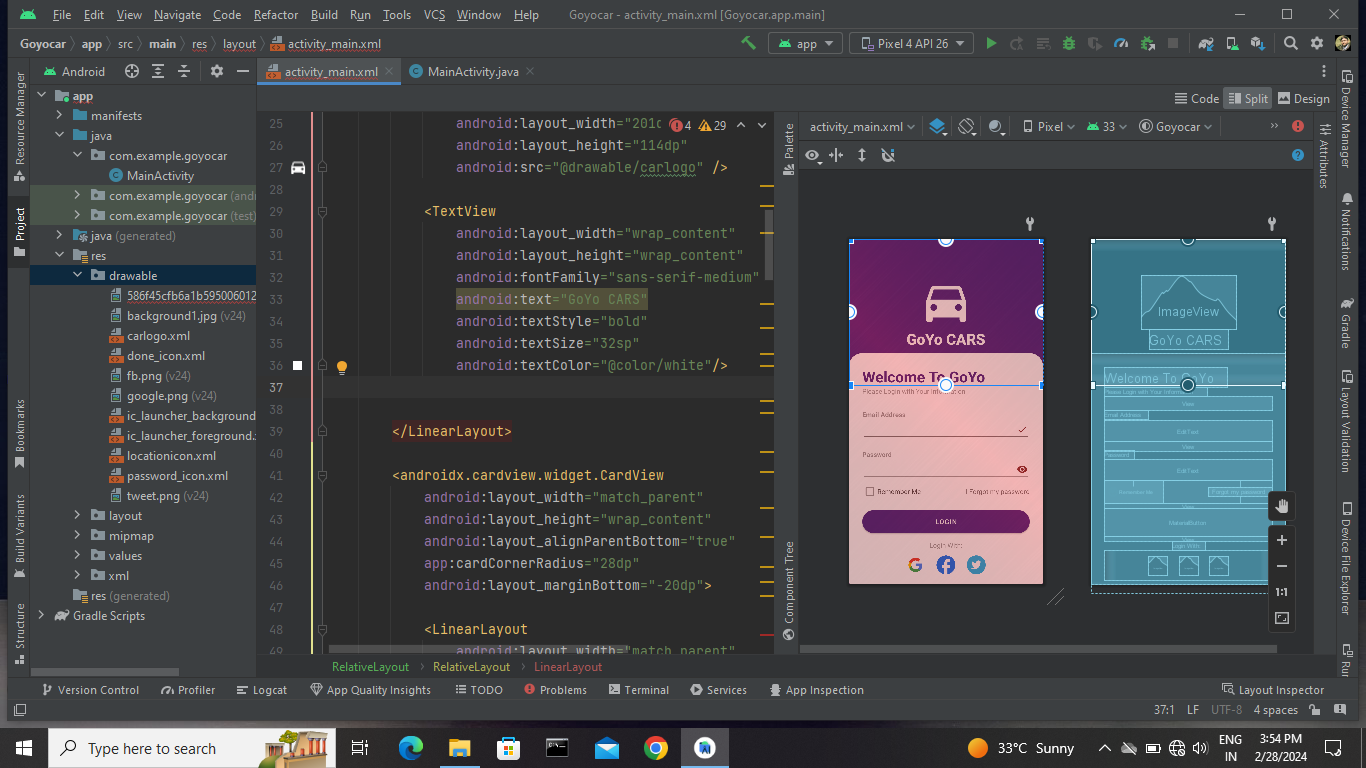 File Edit View Navigate Code Refactor Build Run Tools VCS Window Help Goyocar - activity_main.xml [Goyocar.app.main]
Goyocar app src main res layout activity_main.xml app Pixel 4 API 26
Android activity_main.xml MainActivity.java
Code Split Design
Resource Manager
Project
Bookmarks
Build Variants
Structure
app
manifests
java
com.example.goyocar
MainActivity
com.example.goyocar (and
com.example.goyocar (test)
java (generated)
res
drawable
586f45cfb6a1b595006012
background1.jpg (v24)
carlogo.xml
done_icon.xml
fb.png (v24)
google.png (v24)
ic_launcher_background
ic_launcher_foreground.
locationicon.xml
password_icon.xml
tweet.png (v24)
layout
mipmap
values
xml
res (generated)
Gradle Scripts
4 29
25 android:layout_width="201d
26 android:layout_height="114dp"
27 android:src="@drawable/carlogo" />
28
29 <TextView
30 android:layout_width="wrap_content"
31 android:layout_height="wrap_content"
32 android:fontFamily="sans-serif-medium"
33 android:text="GoYo CARS"
34 android:textStyle="bold"
35 android:textSize="32sp"
36 android:textColor="@color/white"/>
37
38
39 </LinearLayout>
40
41 <androidx.cardview.widget.CardView
42 android:layout_width="match_parent"
43 android:layout_height="wrap_content"
44 android:layout_alignParentBottom="true"
45 app:cardCornerRadius="28dp"
46 android:layout_marginBottom="-20dp">
47
48 <LinearLayout
49 android:layout_width="match_parent"
RelativeLayout RelativeLayout LinearLayout
Palette
Component Tree
activity_main.xml Pixel 33 Goyocar
GoYo CARS
Welcome To GoYo
Please Login with Your Information
Email Address
Password
Remember Me I Forgot my password
LOGIN
Login With:
ImageView
GoYo CARS
Welcome To GoYo
Please Login with Your Information
View
Email Address
EditText
Password
EditText
Remember Me I Forgot my password
View
MaterialButton
View
Login With:
1:1
Attributes
Device Manager
Notifications
Gradle
Layout Validation
Device File Explorer
Version Control Profiler Logcat App Quality Insights TODO Problems Terminal Services App Inspection Layout Inspector
37:1 LF UTF-8 4 spaces
Type here to search
33°C Sunny
ENG
IN
3:54 PM
2/28/2024